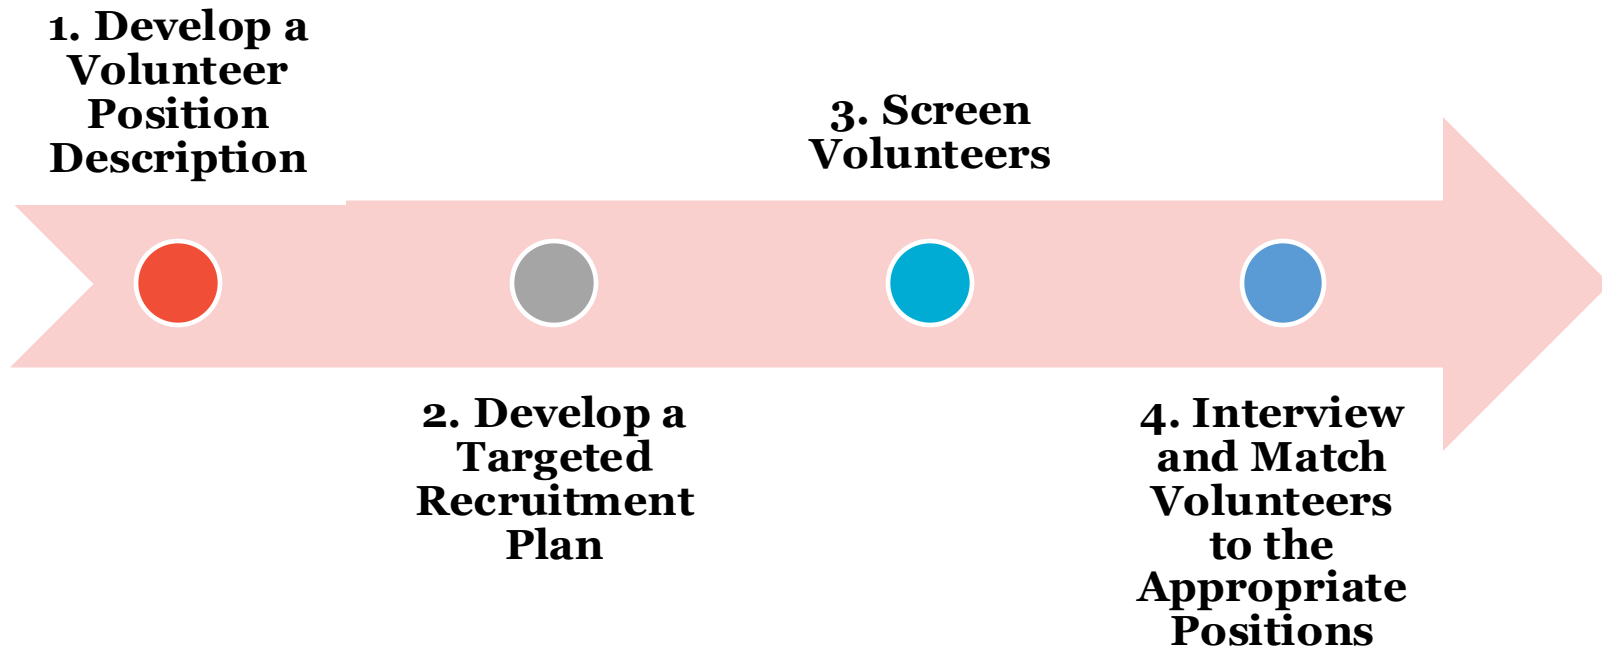 1. Develop a
Volunteer
Position
Description
2. Develop a
Targeted
Recruitment
Plan
3. Screen
Volunteers
4. Interview
and Match
Volunteers
to the
Appropriate
Positions